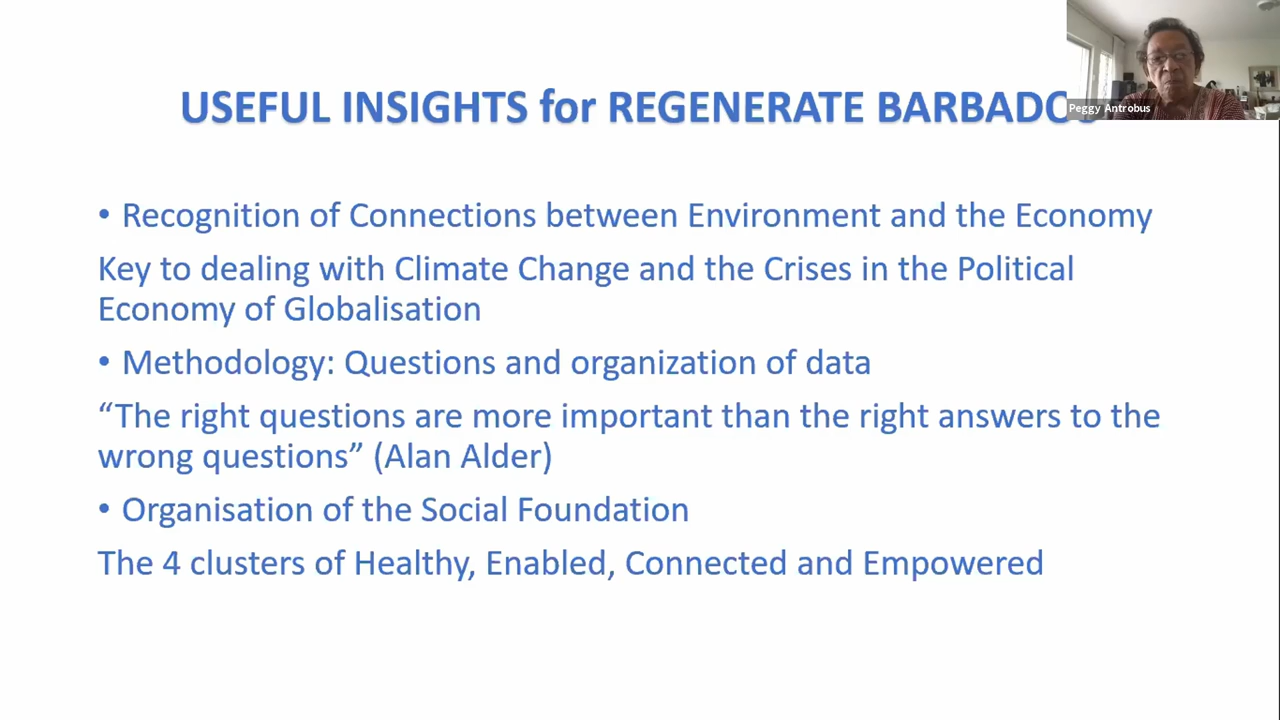 USEFUL INSIGHTS for REGENERATE BARBADO
Peggy Antrobus
• Recognition of Connections between Environment and the Economy
Key to dealing with Climate Change and the Crises in the Political
Economy of Globalisation
• Methodology: Questions and organization of data
“The right questions are more important than the right answers to the
wrong questions” (Alan Alder)
• Organisation of the Social Foundation
The 4 clusters of Healthy, Enabled, Connected and Empowered